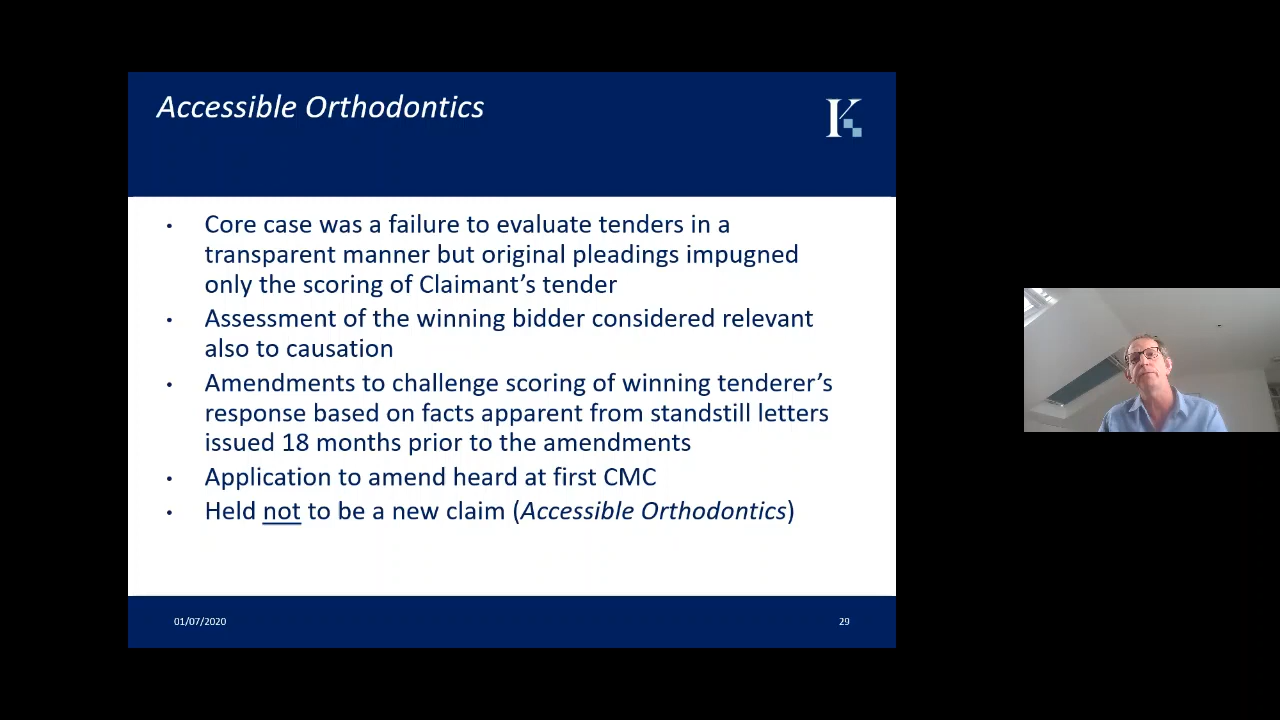 Accessible Orthodontics
K
• Core case was a failure to evaluate tenders in a
transparent manner but original pleadings impugned
only the scoring of Claimant’s tender
• Assessment of the winning bidder considered relevant
also to causation
• Amendments to challenge scoring of winning tenderer’s
response based on facts apparent from standstill letters
issued 18 months prior to the amendments
• Application to amend heard at first CMC
• Held not to be a new claim (Accessible Orthodontics)
01/07/2020
29